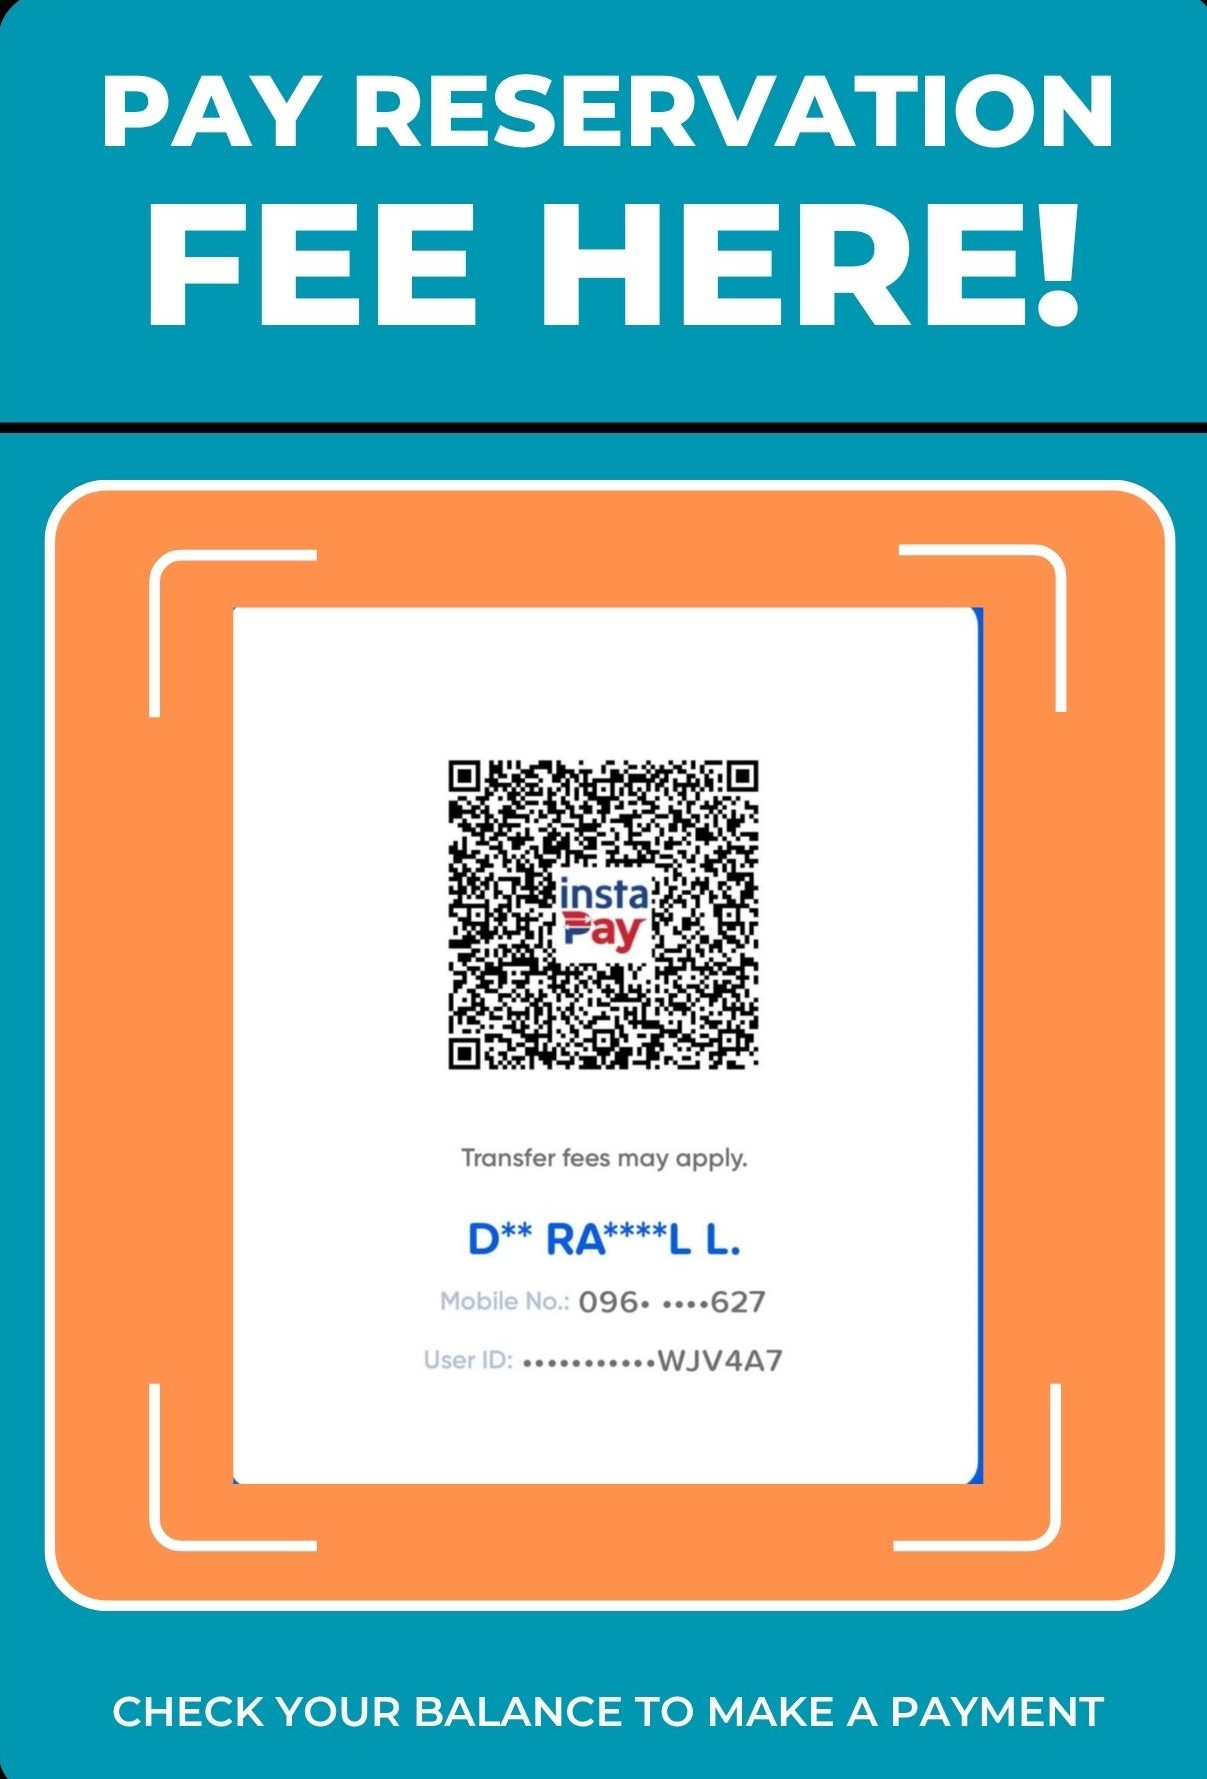 PAY RESERVATION
FEE HERE!
insta
Pay
Transfer fees may apply.
D** RA****L L.
Mobile No.: 096• ••••627
User ID: •••••••••••WJV4A7
CHECK YOUR BALANCE TO MAKE A PAYMENT